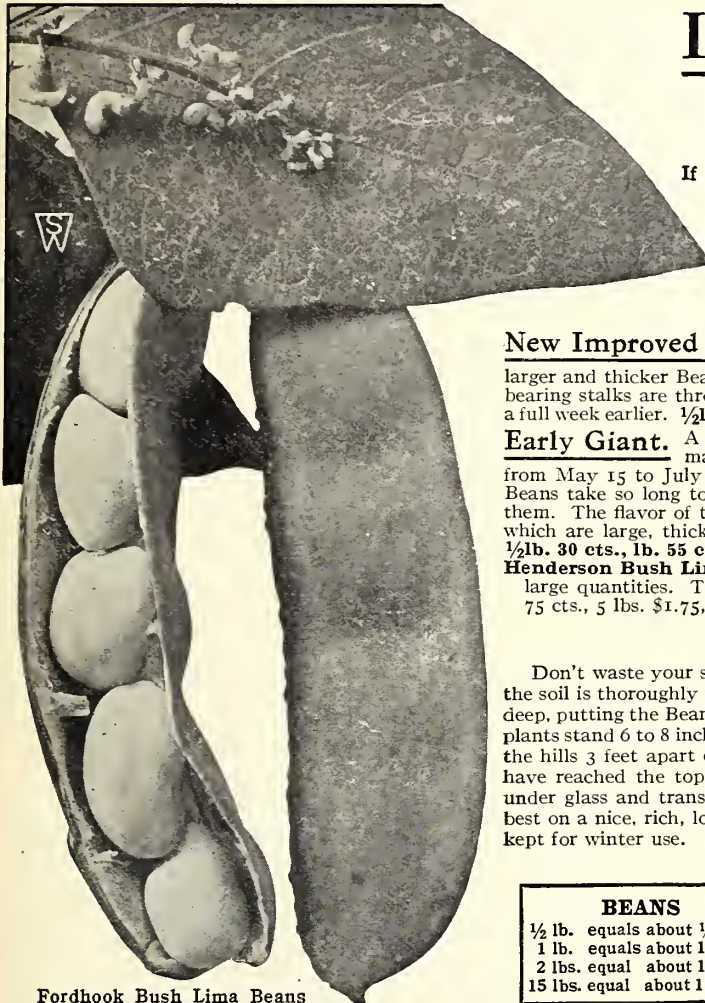 If
New Improved
larger and thicker Bea
bearing stalks are thre
a full week earlier. ½l
Early Giant. A
ma
from May 15 to July
Beans take so long to
them. The flavor of t
which are large, thick
½lb. 30 cts., lb. 55 c
Henderson Bush Li
large quantities. T
75 cts., 5 lbs. $1.75,
Don't waste your s
the soil is thoroughly
deep, putting the Bean
plants stand 6 to 8 inch
the hills 3 feet apart
have reached the top
under glass and trans
best on a nice, rich, lo
kept for winter use.
BEANS
½ lb. equals about
1 lb. equals about 1
2 lbs. equal about 1
15 lbs. equal about 1
SW
Fordhook Bush Lima Beans